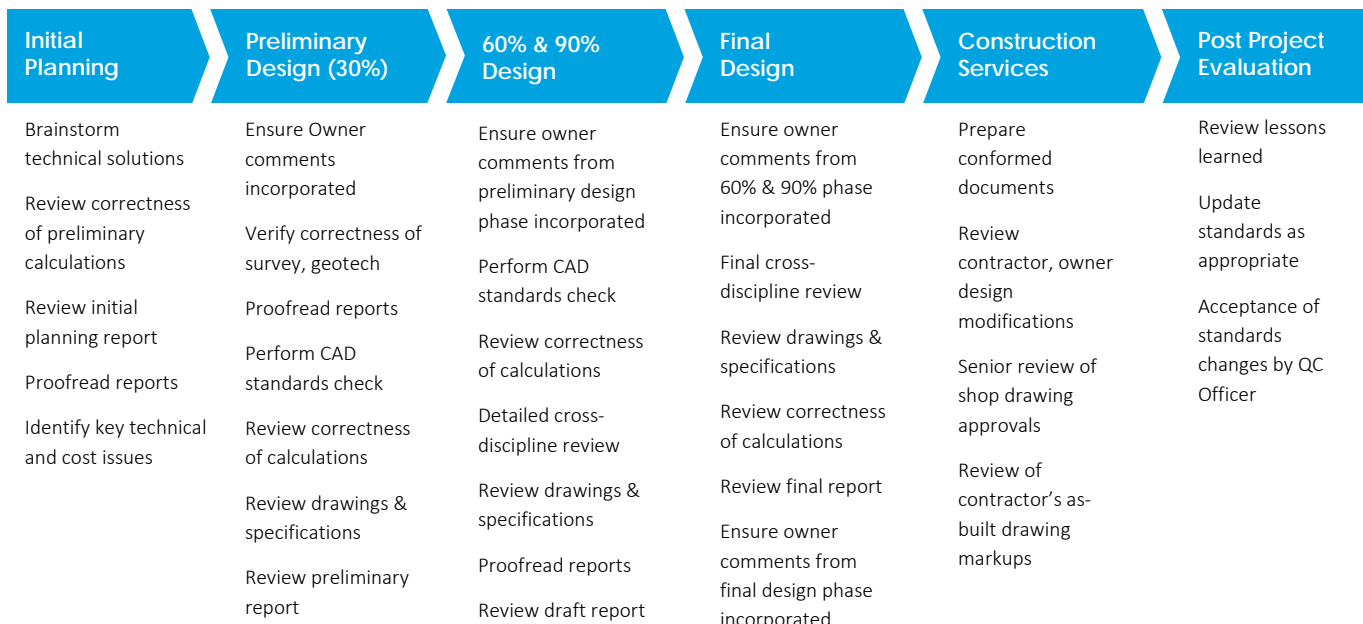 Initial
Planning
Brainstorm
technical solutions
Review correctness
of preliminary
calculations
Review initial
planning report
Proofread reports
Identify key technical
and cost issues
Preliminary
Design (30%)
Ensure Owner
comments
incorporated
Verify correctness of
survey, geotech
Proofread reports
Perform CAD
standards check
Review correctness
of calculations
Review drawings &
specifications
Review preliminary
report
60% & 90%
Design
Ensure owner
comments from
preliminary design
phase incorporated
Perform CAD
standards check
Review correctness
of calculations
Detailed cross-
discipline review
Review drawings &
specifications
Proofread reports
Review draft report
Final
Design
Ensure owner
comments from
60% & 90% phase
incorporated
Final cross-
discipline review
Review drawings &
specifications
Review correctness
of calculations
Review final report
Ensure owner
comments from
final design phase
incorporated
Construction
Services
Prepare
conformed
documents
Review
contractor, owner
design
modifications
Senior review of
shop drawing
approvals
Review of
contractor’s as-
built drawing
markups
Post Project
Evaluation
Review lessons
learned
Update
standards as
appropriate
Acceptance of
standards
changes by QC
Officer